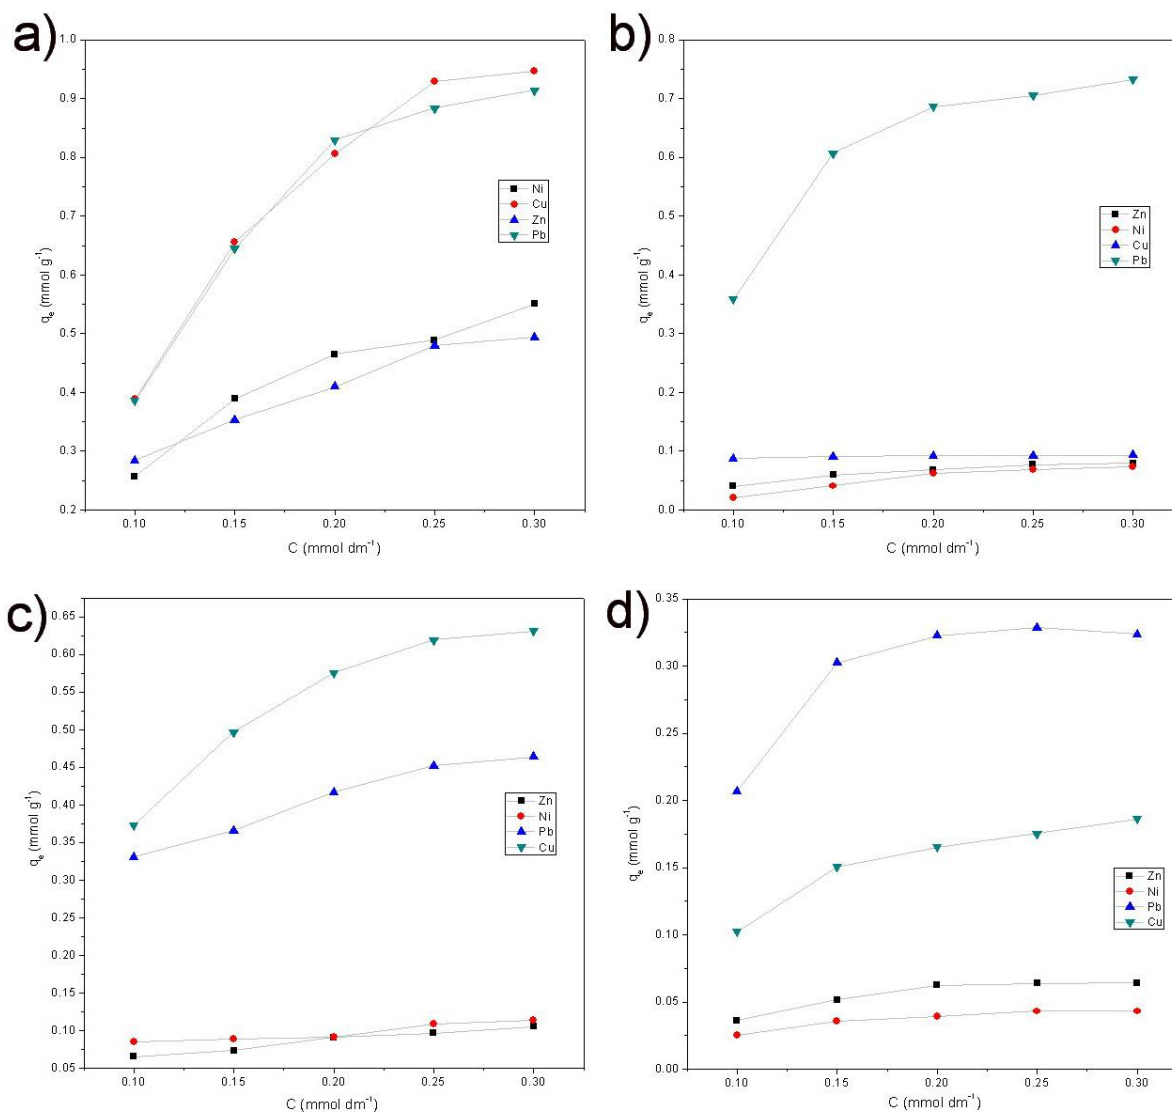 a)
1.0
0.9
0.8
0.7
0.6
0.5
0.4
0.3
0.2
qe (mmol g-1)
Ni
Cu
Zn
Pb
0.10 0.15 0.20 0.25 0.30
C (mmol dm-1)
b)
0.8
0.7
0.6
0.5
0.4
0.3
0.2
0.1
0.0
qe (mmol g-1)
Zn
Ni
Cu
Pb
0.10 0.15 0.20 0.25 0.30
C (mmol dm-1)
c)
0.65
0.60
0.55
0.50
0.45
0.40
0.35
0.30
0.25
0.20
0.15
0.10
0.05
qe (mmol g-1)
Zn
Ni
Pb
Cu
0.10 0.15 0.20 0.25 0.30
C (mmol dm-1)
d)
0.35
0.30
0.25
0.20
0.15
0.10
0.05
0.00
qe (mmol g-1)
Zn
Ni
Pb
Cu
0.10 0.15 0.20 0.25 0.30
C (mmol dm-1)